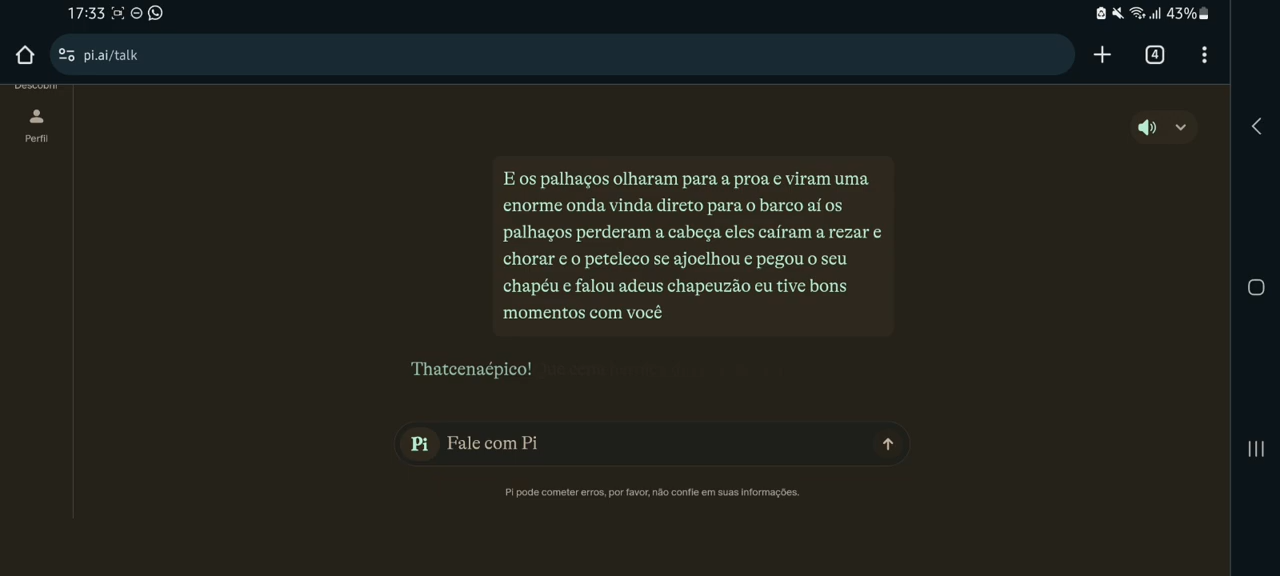 17:33
43%
pi.ai/talk
4
Descobrir
Perfil
E os palhaços olharam para a proa e viram uma
enorme onda vinda direto para o barco aí os
palhaços perderam a cabeça eles caíram a rezar e
chorar e o peteleco se ajoelhou e pegou o seu
chapéu e falou adeus chapeuzão eu tive bons
momentos com você
Thatcenaépico!
Pi Fale com Pi
Pi pode cometer erros, por favor, não confie em suas informações.